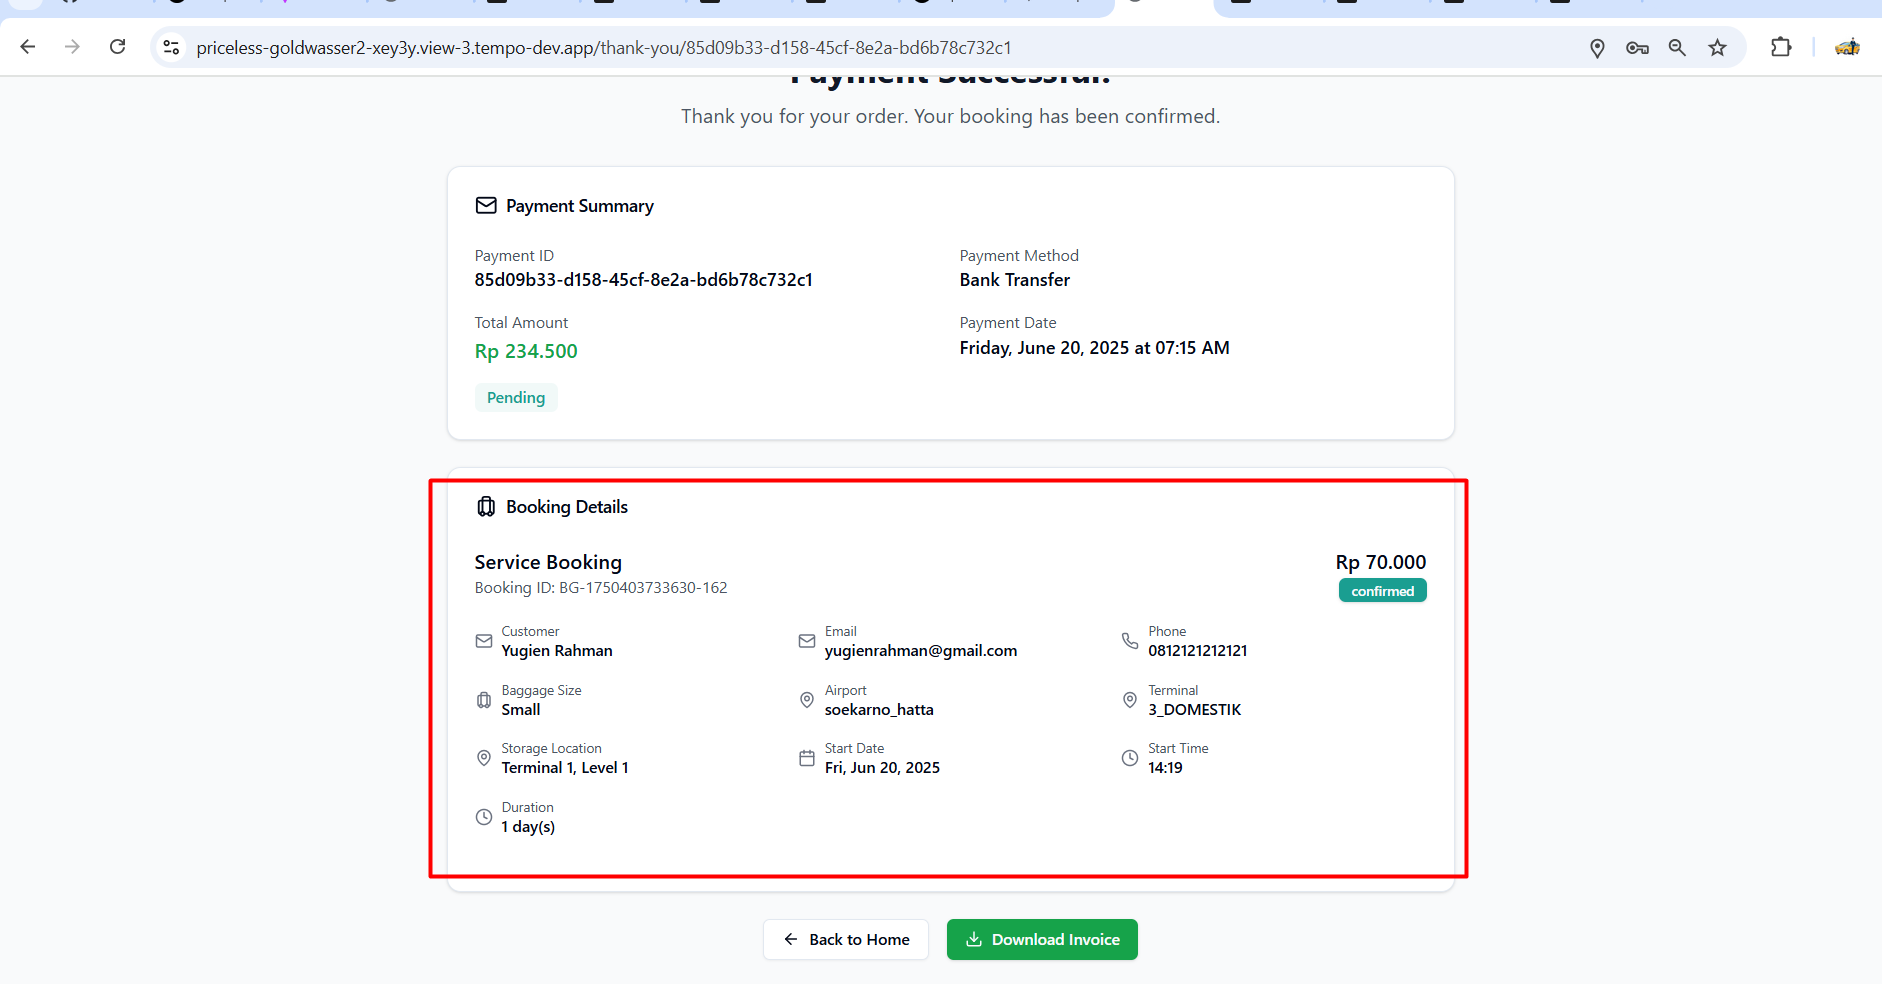 priceless-goldwasser2-xey3y.view-3.tempo-dev.app/thank-you/85d09b33-d158-45cf-8e2a-bd6b78c732c1
Payment Successful!
Thank you for your order. Your booking has been confirmed.
Payment Summary
Payment ID
85d09b33-d158-45cf-8e2a-bd6b78c732c1
Payment Method
Bank Transfer
Total Amount
Rp 234.500
Payment Date
Friday, June 20, 2025 at 07:15 AM
Pending
Booking Details
Service Booking
Rp 70.000
Booking ID: BG-1750403733630-162
confirmed
Customer
Yugien Rahman
Email
yugienrahman@gmail.com
Phone
0812121212121
Baggage Size
Small
Airport
soekarno_hatta
Terminal
3_DOMESTIK
Storage Location
Terminal 1, Level 1
Start Date
Fri, Jun 20, 2025
Start Time
14:19
Duration
1 day(s)
Back to Home
Download Invoice